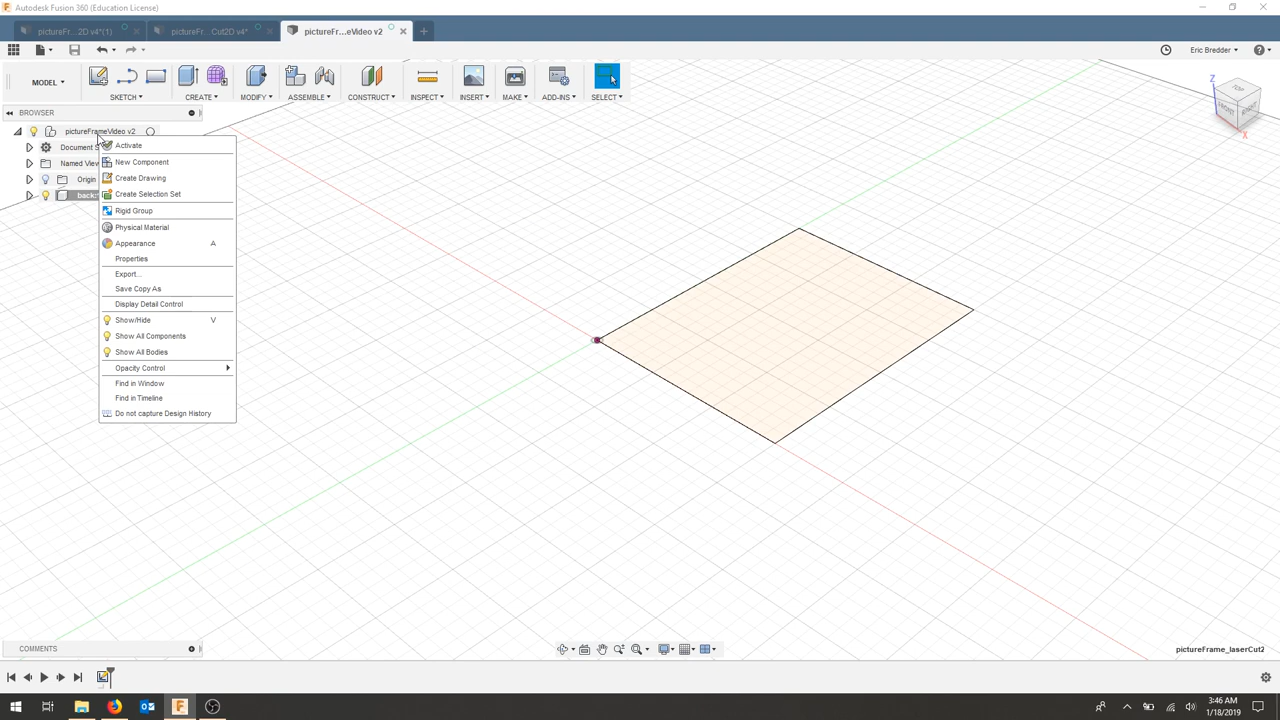 Autodesk Fusion 360 (Education License)
pictureFr...2D v4*(1)
pictureFr...Cut2D v4*
pictureFr...eVideo v2
Eric Bredder
MODEL
SKETCH
CREATE
MODIFY
ASSEMBLE
CONSTRUCT
INSPECT
INSERT
MAKE
ADD-INS
SELECT
BROWSER
pictureFrameVideo v2
Document S
Named View
Origin
back:
Activate
New Component
Create Drawing
Create Selection Set
Rigid Group
Physical Material
Appearance A
Properties
Export...
Save Copy As
Display Detail Control
Show/Hide V
Show All Components
Show All Bodies
Opacity Control
Find in Window
Find in Timeline
Do not capture Design History
Z
TOP
FRONT
RIGHT
X
COMMENTS
pictureFrame_laserCut2
3:46 AM
1/18/2019